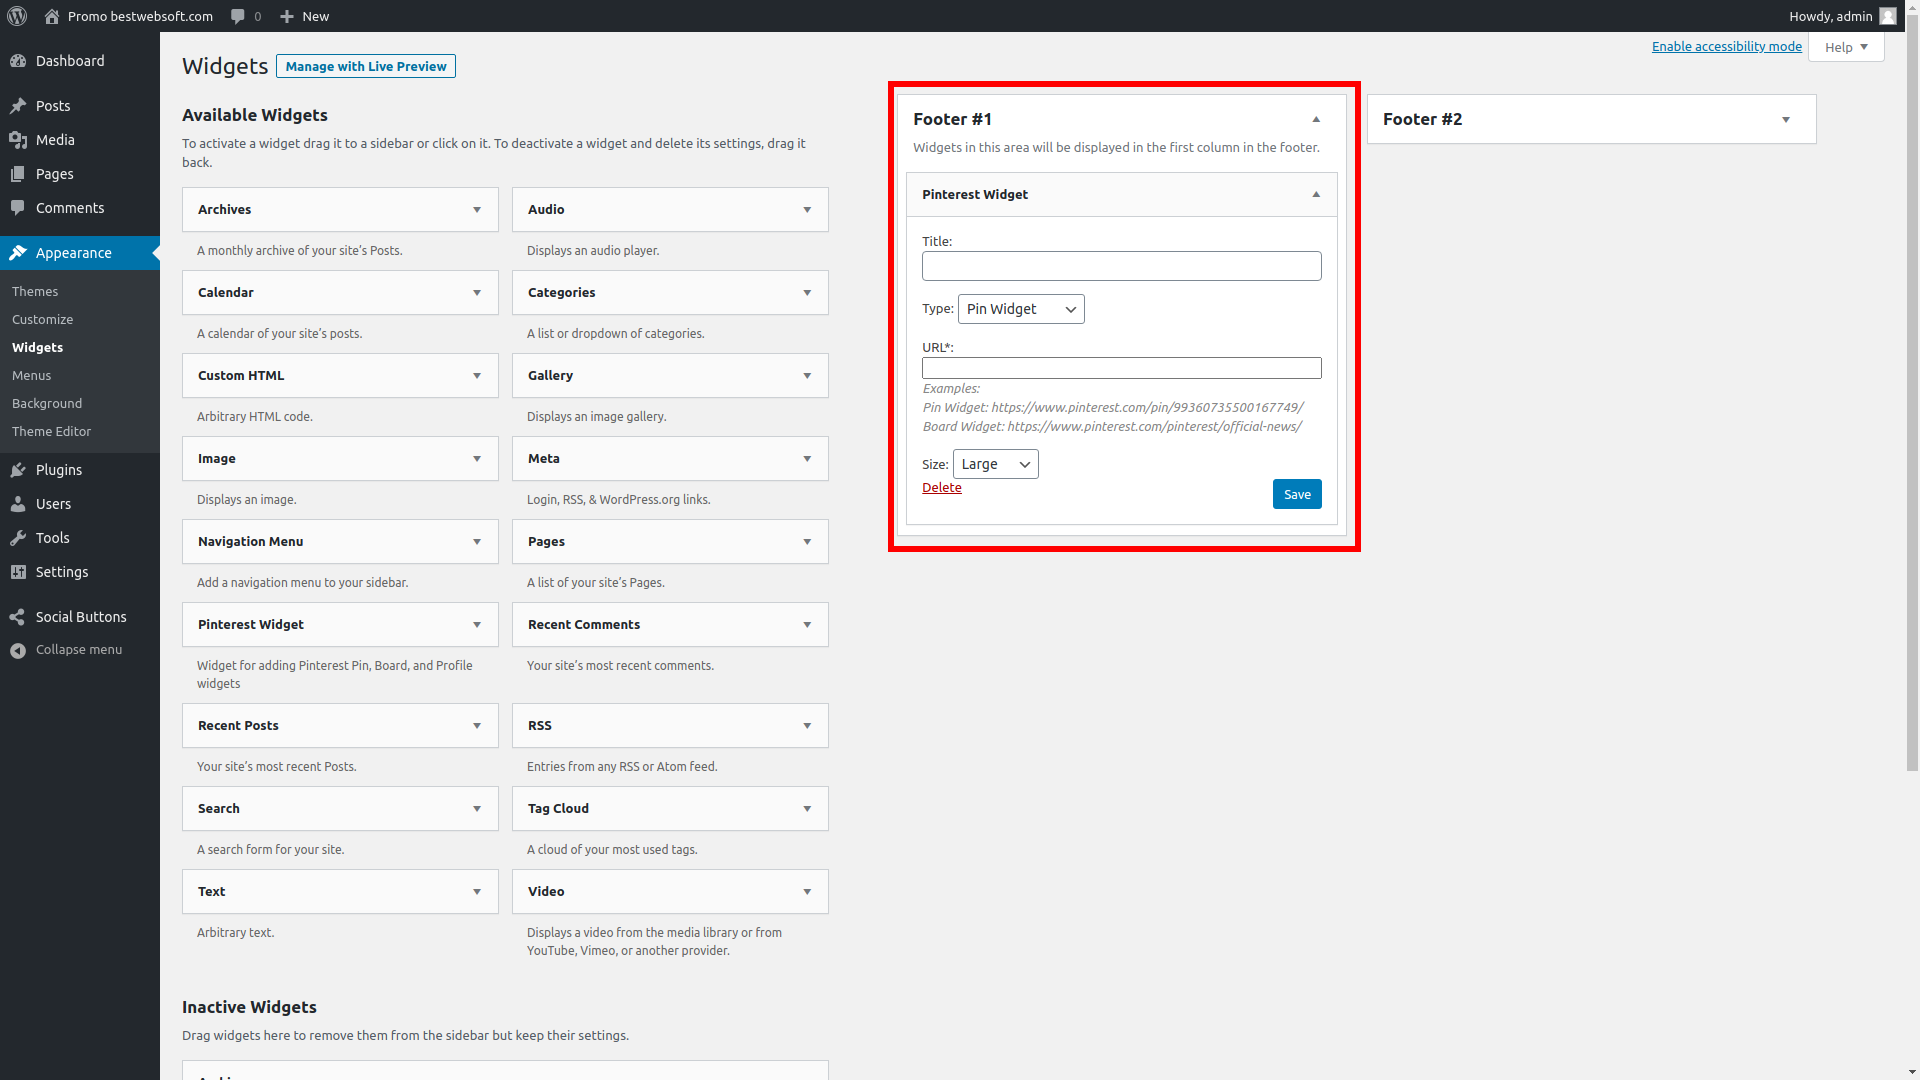 Promo bestwebsoft.com
0
New
Howdy, admin
Dashboard
Posts
Media
Pages
Comments
Appearance
Themes
Customize
Widgets
Menus
Background
Theme Editor
Plugins
Users
Tools
Settings
Social Buttons
Collapse menu
Widgets
Manage with Live Preview
Enable accessibility mode
Help
Available Widgets
To activate a widget drag it to a sidebar or click on it. To deactivate a widget and delete its settings, drag it
back.
Archives
A monthly archive of your site's Posts.
Audio
Displays an audio player.
Calendar
A calendar of your site's posts.
Categories
A list or dropdown of categories.
Custom HTML
Arbitrary HTML code.
Gallery
Displays an image gallery.
Image
Displays an image.
Meta
Login, RSS, & WordPress.org links.
Navigation Menu
Add a navigation menu to your sidebar.
Pages
A list of your site's Pages.
Pinterest Widget
Widget for adding Pinterest Pin, Board, and Profile
widgets
Recent Comments
Your site's most recent comments.
Recent Posts
Your site's most recent Posts.
RSS
Entries from any RSS or Atom feed.
Search
A search form for your site.
Tag Cloud
A cloud of your most used tags.
Text
Arbitrary text.
Video
Displays a video from the media library or from
YouTube, Vimeo, or another provider.
Inactive Widgets
Drag widgets here to remove them from the sidebar but keep their settings.
Footer #1
Widgets in this area will be displayed in the first column in the footer.
Pinterest Widget
Title:
Type: Pin Widget
URL*:
Examples:
Pin Widget: https://www.pinterest.com/pin/99360735500167749/
Board Widget: https://www.pinterest.com/pinterest/official-news/
Size: Large
Delete
Save
Footer #2